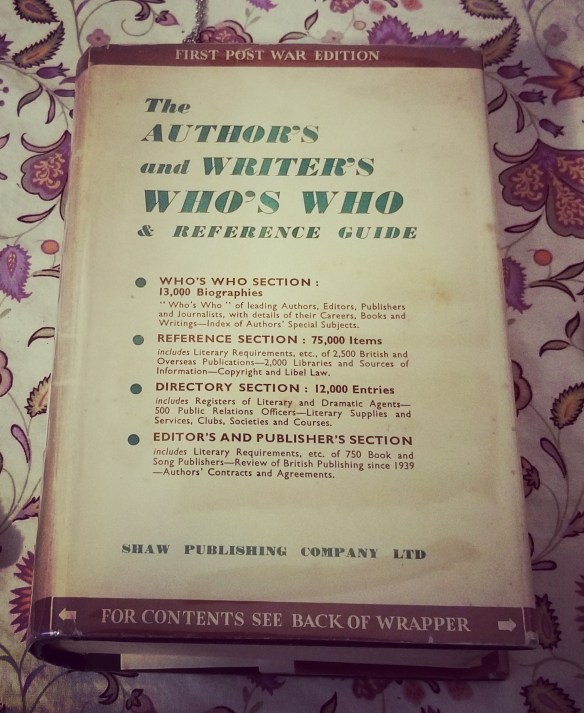 FIRST POST WAR EDITION
The
AUTHOR'S
and WRITER'S
WHO'S WHO
& REFERENCE GUIDE
WHO'S WHO SECTION :
13,000 Biographies
" Who's Who " of leading Authors, Editors, Publishers
and Journalists, with details of their Careers, Books and
Writings—Index of Authors' Special Subjects.
REFERENCE SECTION : 75,000 Items
includes Literary Requirements, etc., of 2,500 British and
Overseas Publications—2,000 Libraries and Sources of
Information—Copyright and Libel Law.
DIRECTORY SECTION : 12,000 Entries
includes Registers of Literary and Dramatic Agents—
500 Public Relations Officers—Literary Supplies and
Services, Clubs, Societies and Courses.
EDITOR'S AND PUBLISHER'S SECTION
includes Literary Requirements, etc. of 750 Book and
Song Publishers—Review of British Publishing since 1939
—Authors' Contracts and Agreements.
SHAW PUBLISHING COMPANY LTD
FOR CONTENTS SEE BACK OF WRAPPER